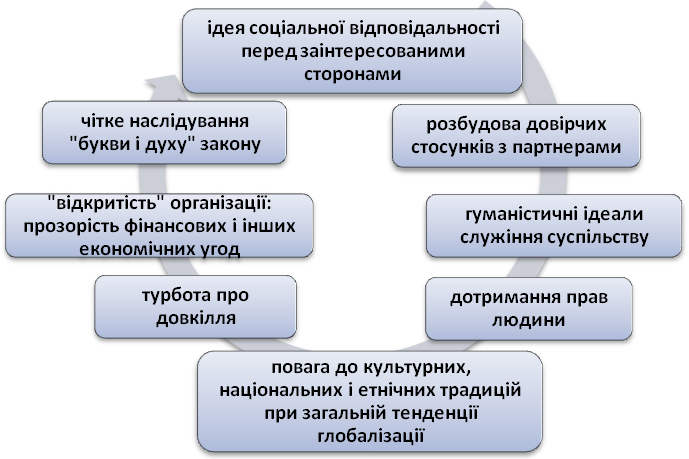 ідея соціальної відповідальності
перед заінтересованими
сторонами
розбудова довірчих
стосунків з партнерами
гуманістичні ідеали
служіння суспільству
дотримання прав
людини
повага до культурних,
національних і етнічних традицій
при загальній тенденції
глобалізації
турбота про
довкілля
"відкритість" організації:
прозорість фінансових і інших
економічних угод
чітке наслідування
"букви і духу" закону